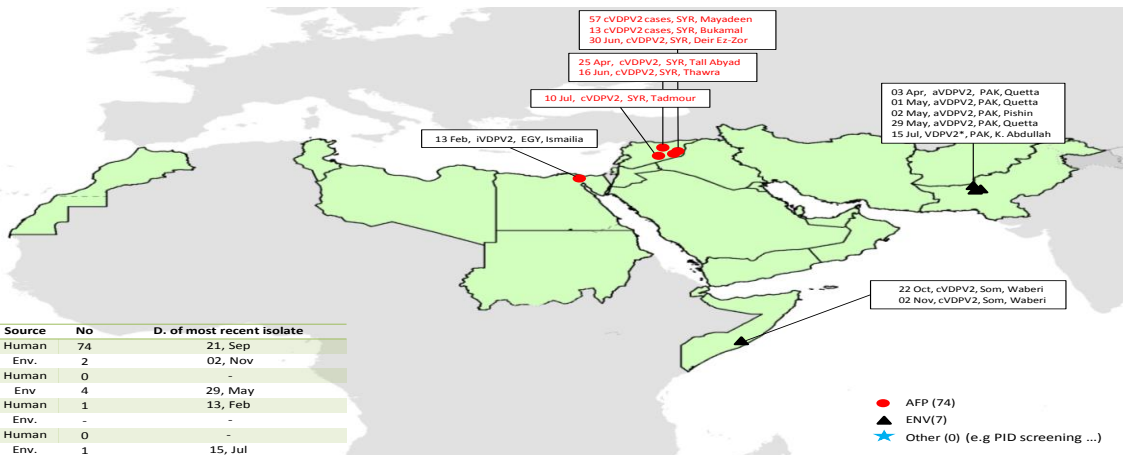 57 cVDPV2 cases, SYR, Mayadeen
13 cVDPV2 cases, SYR, Bukamal
30 Jun, cVDPV2, SYR, Deir Ez-Zor
25 Apr, cVDPV2, SYR, Tall Abyad
16 Jun, cVDPV2, SYR, Thawra
10 Jul, cVDPV2, SYR, Tadmour
13 Feb, iVDPV2, EGY, Ismailia
03 Apr, aVDPV2, PAK, Quetta
01 May, aVDPV2, PAK, Quetta
02 May, aVDPV2, PAK, Pishin
29 May, aVDPV2, PAK, Quetta
15 Jul, VDPV2*, PAK, K. Abdullah
22 Oct, cVDPV2, Som, Waberi
02 Nov, cVDPV2, Som, Waberi
Source No D. of most recent isolate
Human 74 21, Sep
Env. 2 02, Nov
Human 0 -
Env 4 29, May
Human 1 13, Feb
Env. - -
Human 0 -
Env. 1 15, Jul
AFP (74)
ENV(7)
Other (0) (e.g PID screening ...)